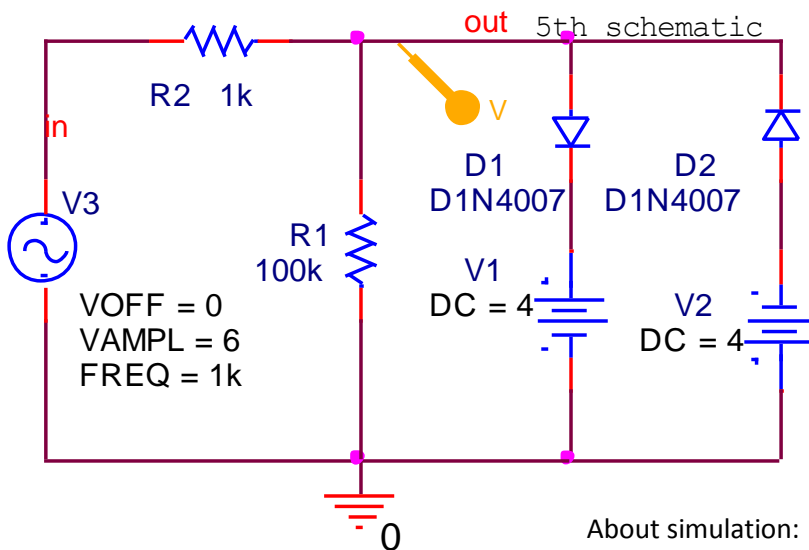 out 5th schematic
R2 1k
in
V
V3
D1
D1N4007
D2
D1N4007
R1
100k
V1
DC = 4
V2
DC = 4
VOFF = 0
VAMPL = 6
FREQ = 1k
0
About simulation: